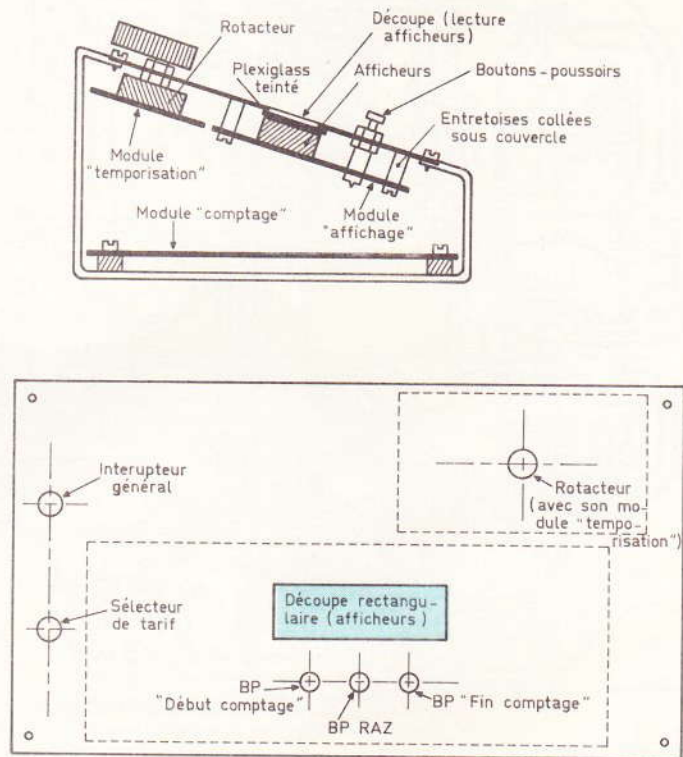 Rotacteur
Découpe (lecture
afficheurs)
Plexiglass
teinté
Afficheurs
Boutons-poussoirs
Entretoises collées
sous couvercle
Module
"temporisation"
Module "comptage"
Module
"affichage"
Interupteur
général
Rotacteur
(avec son mo-
dule "tempo-
risation")
Sélecteur
de tarif
Découpe rectangu-
laire (afficheurs)
BP
"Début comptage"
BP RAZ
BP "Fin comptage"